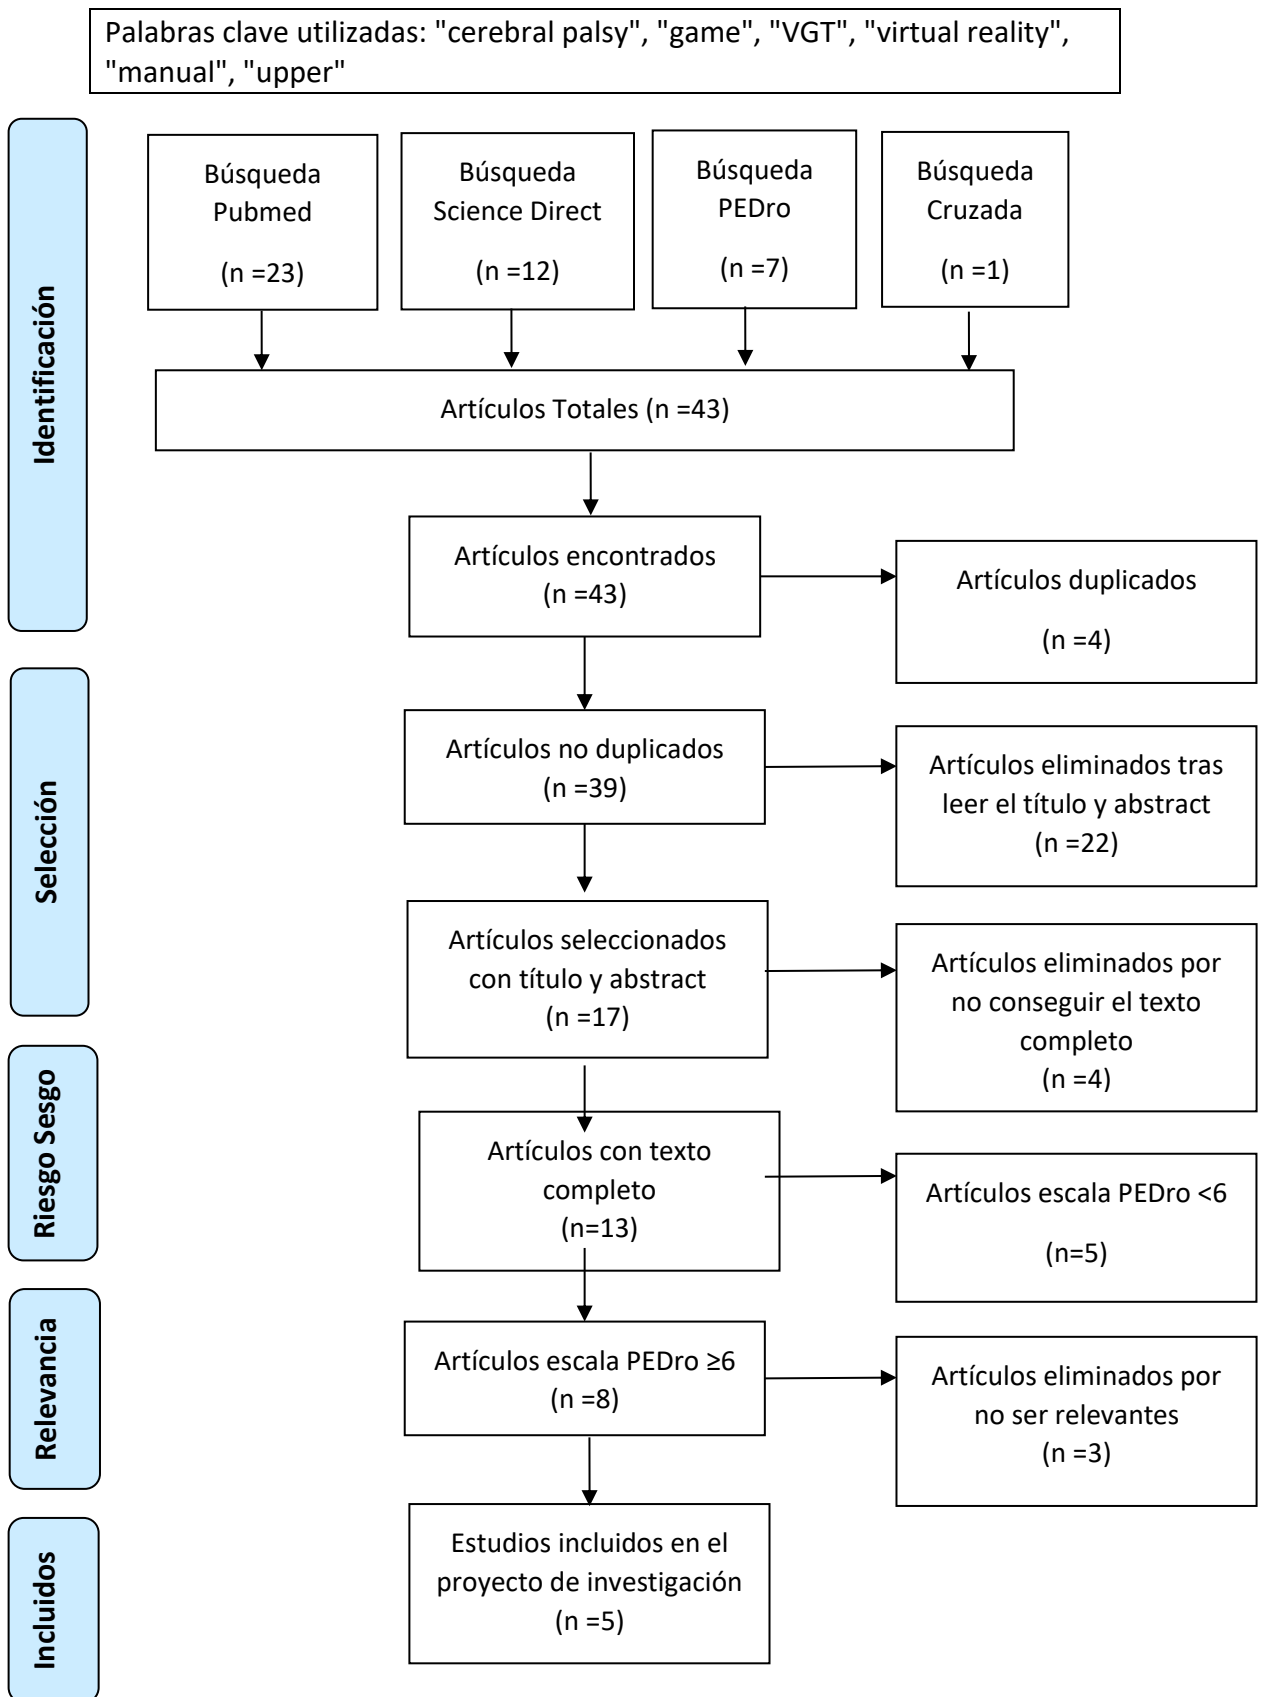 Palabras clave utilizadas: "cerebral palsy", "game", "VGT", "virtual reality",
"manual", "upper"
Identificación
Búsqueda
Pubmed
(n =23)
Búsqueda
Science Direct
(n =12)
Búsqueda
PEDro
(n =7)
Búsqueda
Cruzada
(n =1)
Artículos Totales (n =43)
Artículos encontrados
(n =43)
Artículos duplicados
(n =4)
Selección
Artículos no duplicados
(n =39)
Artículos eliminados tras
leer el título y abstract
(n =22)
Artículos seleccionados
con título y abstract
(n =17)
Artículos eliminados por
no conseguir el texto
completo
(n =4)
Riesgo Sesgo
Artículos con texto
completo
(n=13)
Artículos escala PEDro <6
(n=5)
Relevancia
Artículos escala PEDro ≥6
(n =8)
Artículos eliminados por
no ser relevantes
(n =3)
Incluidos
Estudios incluidos en el
proyecto de investigación
(n =5)